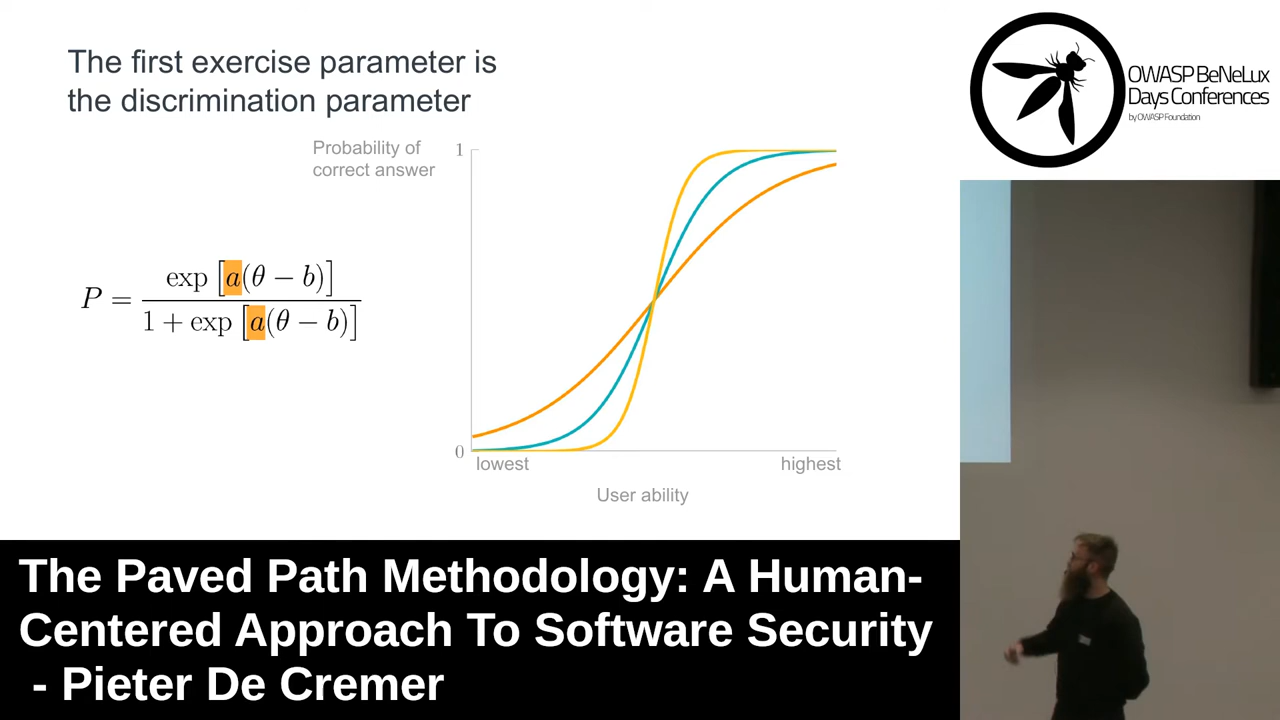 The first exercise parameter is
the discrimination parameter
Probability of
correct answer
1
P = exp [a(θ − b)] / 1 + exp [a(θ − b)]
0
lowest
highest
User ability
OWASP BeNeLux
Days Conferences
by OWASP Foundation
The Paved Path Methodology: A Human-
Centered Approach To Software Security
- Pieter De Cremer